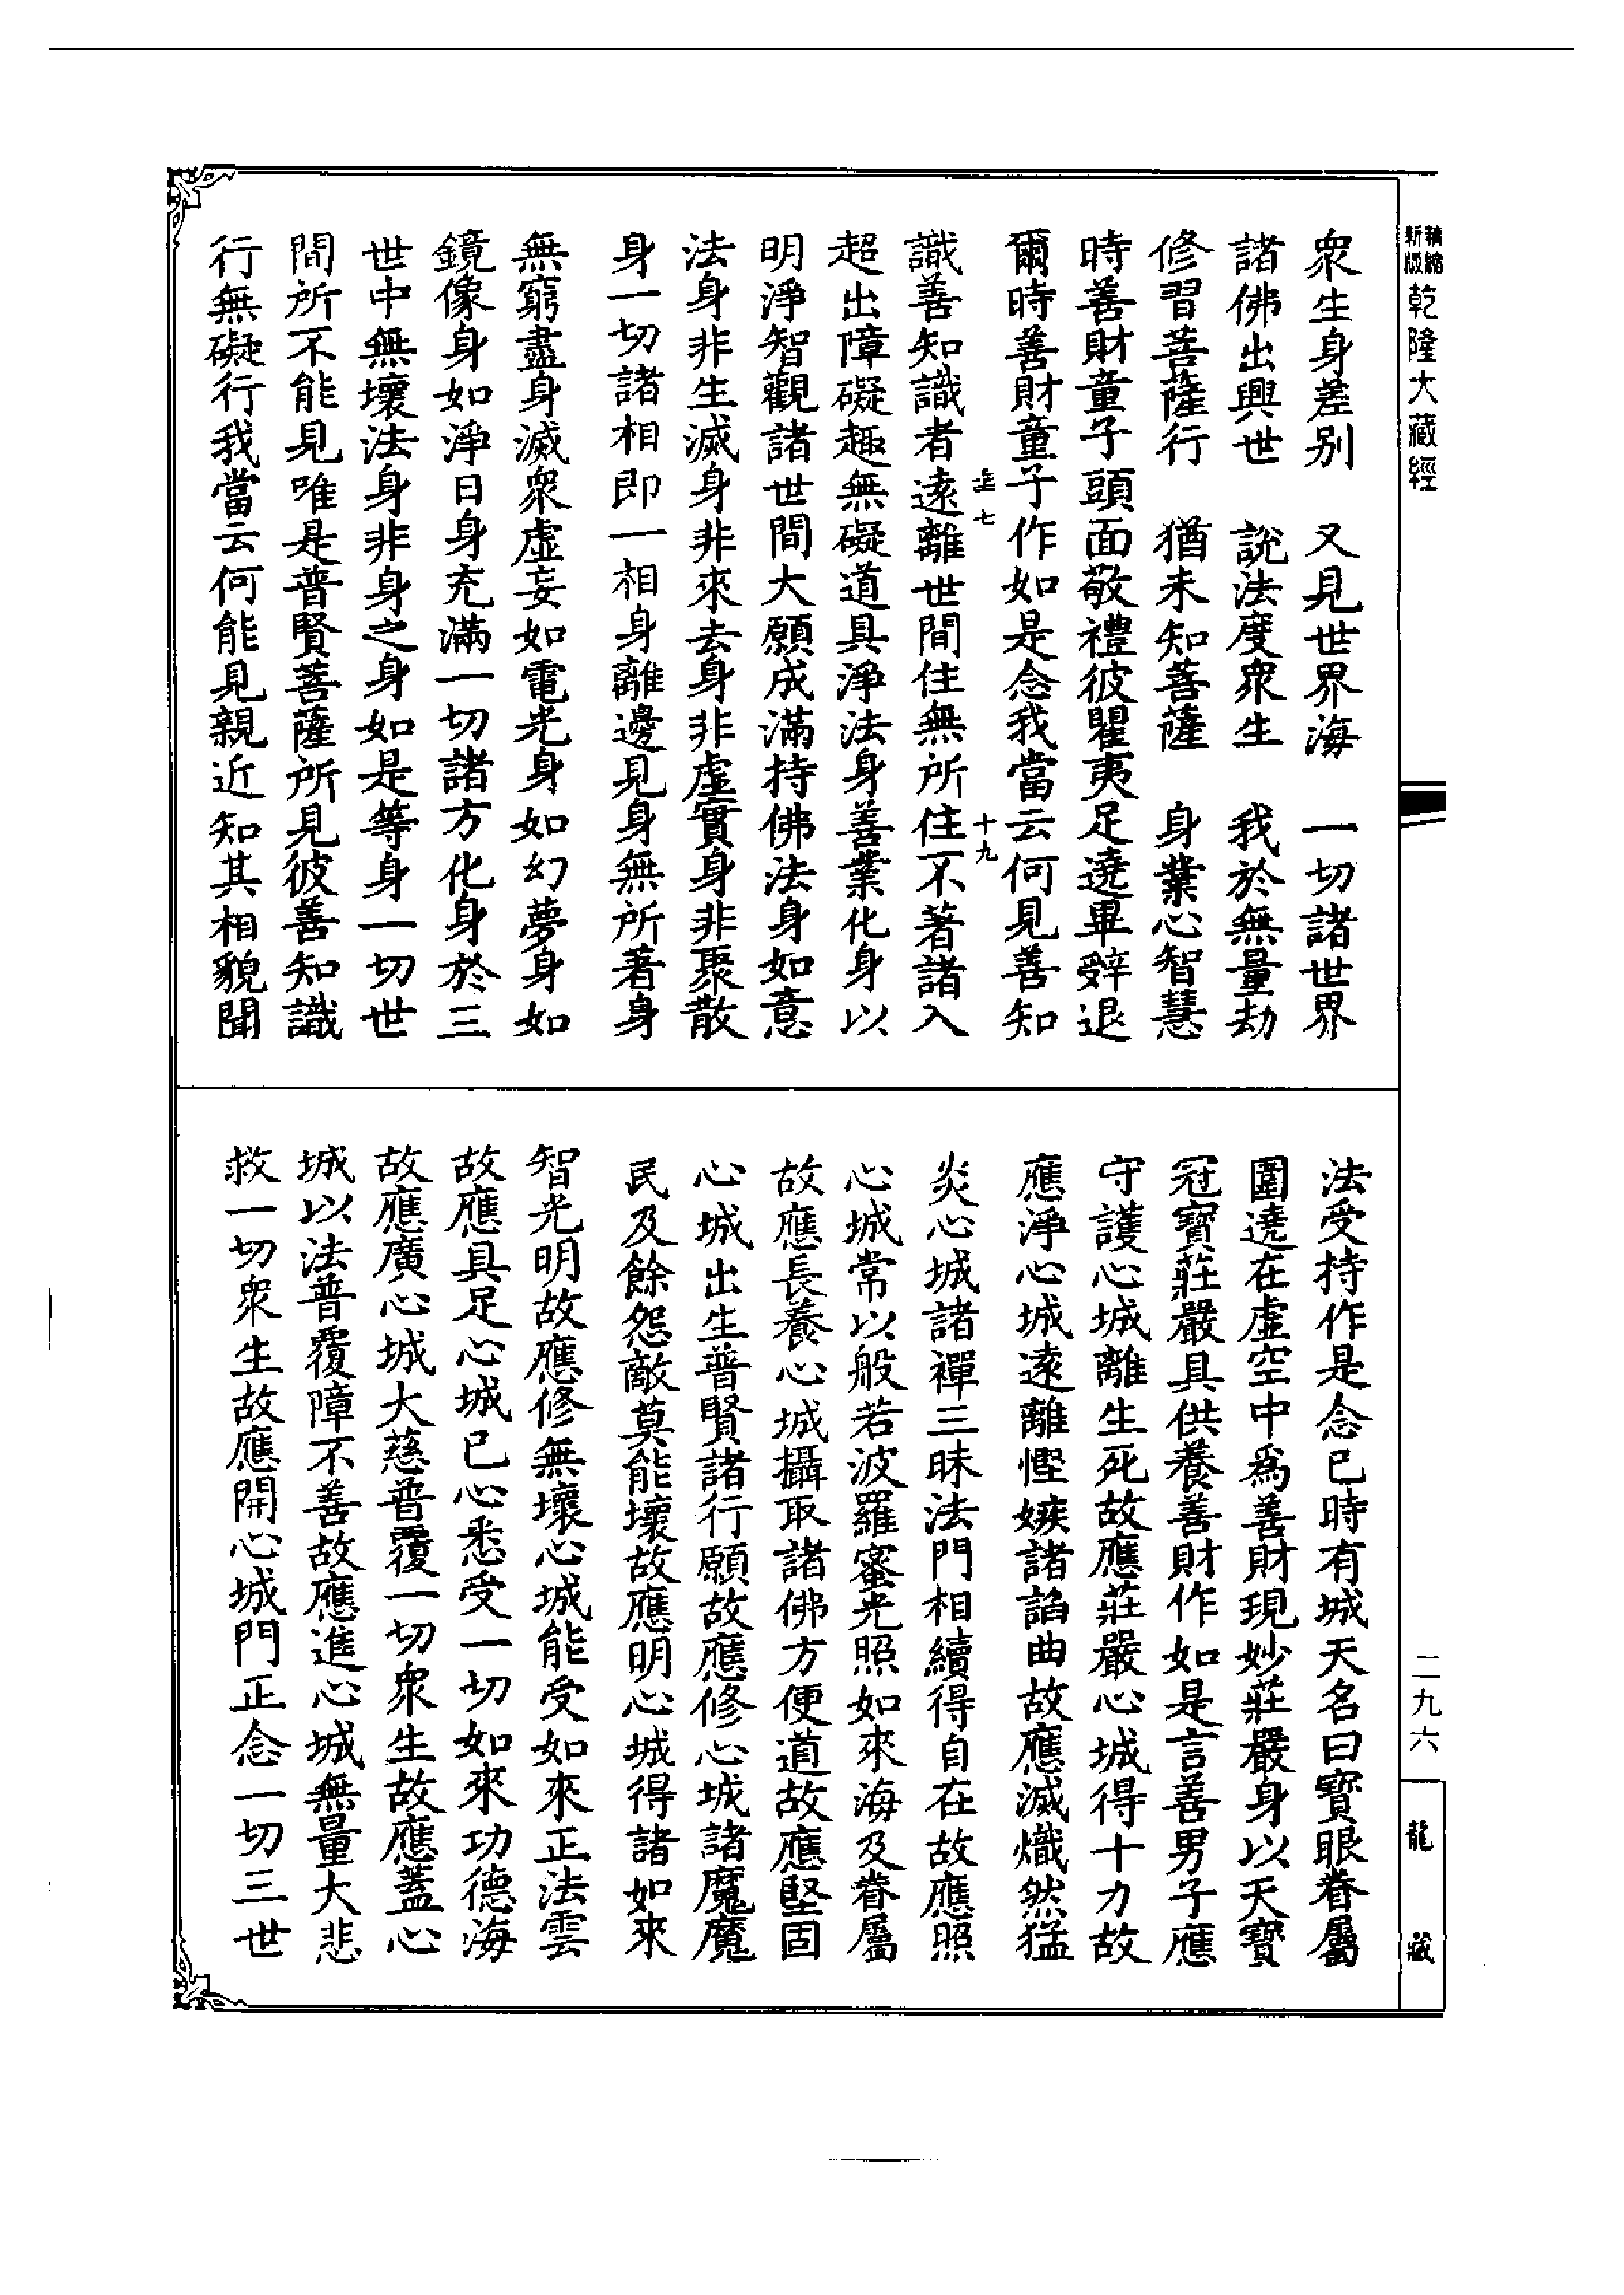 新版 精縮 乾隆大藏經
衆生身差别　又見世界海　一切諸世界
諸佛出興世　說法度衆生　我於無量劫
修習菩薩行　猶未知菩薩　身業心智慧
時善財童子頭面敬禮彼瞿夷足遶畢辤退
爾時善財童子作如是念我當云何見善知
七　十九
識善知識者遠離世間住無所住不著諸入
超出障礙趣無礙道具淨法身善業化身以
明淨智觀諸世間大願成滿持佛法身如意
法身非生滅身非來去身非虛實身非聚散
身一切諸相即一相身離邊見身無所著身
無窮盡身滅衆虛妄如電光身如幻夢身如
鏡像身如淨日身充滿一切諸方化身於三
世中無壞法身非身之身如是等身一切世
間所不能見唯是普賢菩薩所見彼善知識
行無礙行我當云何能見親近知其相貌聞
法受持作是念已時有城天名曰寶眼眷屬
圍遶在虛空中爲善財現妙莊嚴身以天寶
冠寶莊嚴具供養善財作如是言善男子應
守護心城離生死故應莊嚴心城得十力故
應淨心城遠離慳嫉諸諂曲故應滅熾然猛
炎心城諸禪三昧法門相續得自在故應照
心城常以般若波羅蜜光照如來海及眷屬
故應長養心城攝取諸佛方便道故應堅固
心城出生普賢諸行願故應修心城諸魔魔
民及餘怨敵莫能壞故應明心城得諸如來
智光明故應修無壞心城能受如來正法雲
故應具足心城已心悉受一切如來功德海
故應廣心城大慈普覆一切衆生故應蓋心
城以法普覆障不善故應進心城無量大悲
救一切衆生故應開心城門正念一切三世
二九六
龍藏